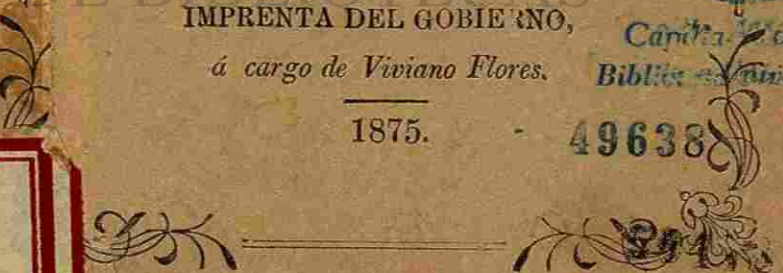 IMPRENTA DEL GOBIERNO,
á cargo de Viviano Flores.
1875.
49638